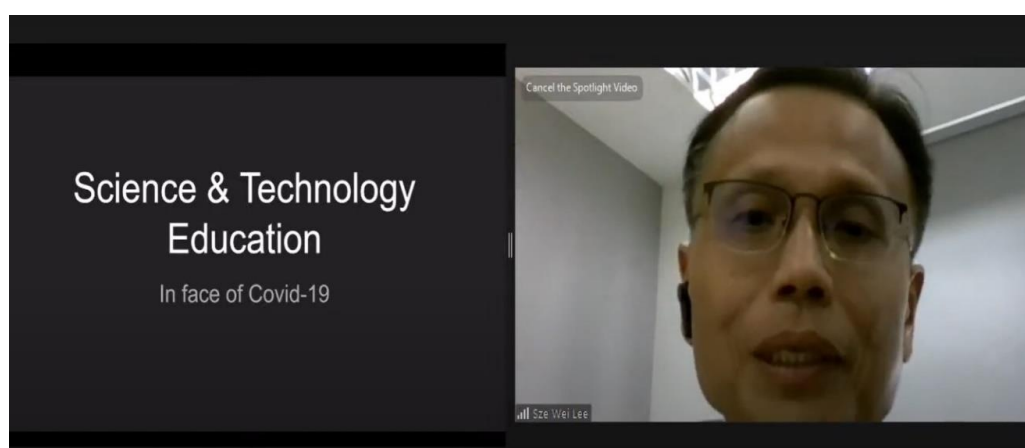 Science & Technology
Education
In face of Covid-19
Cancel the Spotlight Video
Sze Wei Lee